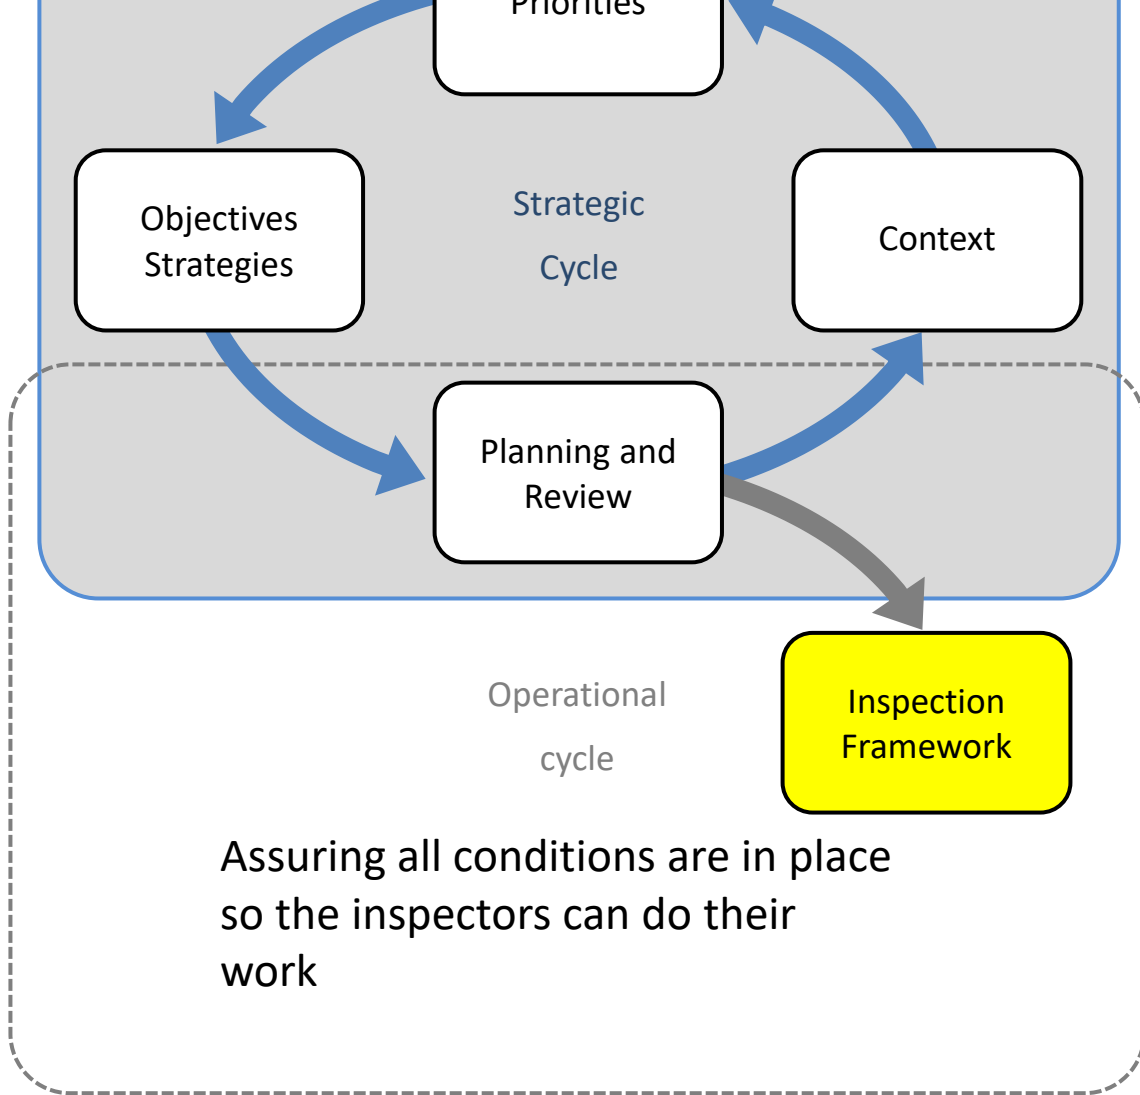 Priorities
Objectives
Strategies
Strategic
Cycle
Context
Planning and
Review
Operational
cycle
Inspection
Framework
Assuring all conditions are in place
so the inspectors can do their
work